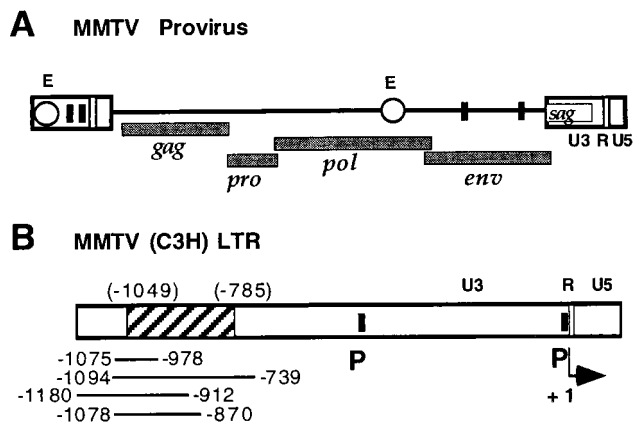 A MMTV Provirus
E E
sag
U3 R U5
gag
pol
pro
env
B MMTV (C3H) LTR
(-1049) (-785) U3 R U5
-1075 -978
-1094 -739
-1180 -912
-1078 -870
P P
+ 1